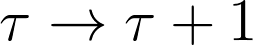 τ → τ + 1